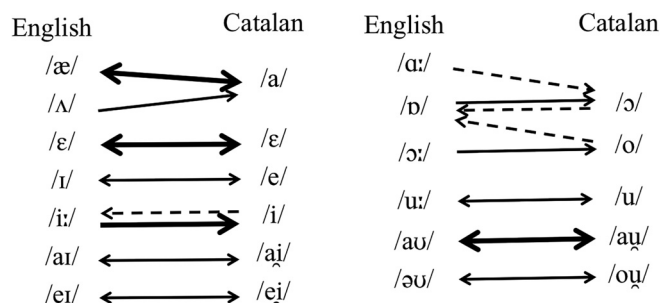 English Catalan
/æ/ /a/
/ʌ/
/ɛ/ /ɛ/
/ɪ/ /e/
/iː/ /i/
/aɪ/ /ai̯/
/eɪ/ /ei̯/
English Catalan
/ɑː/
/ɒ/ /ɔ/
/ɔː/ /o/
/uː/ /u/
/aʊ/ /au̯/
/əʊ/ /ou̯/